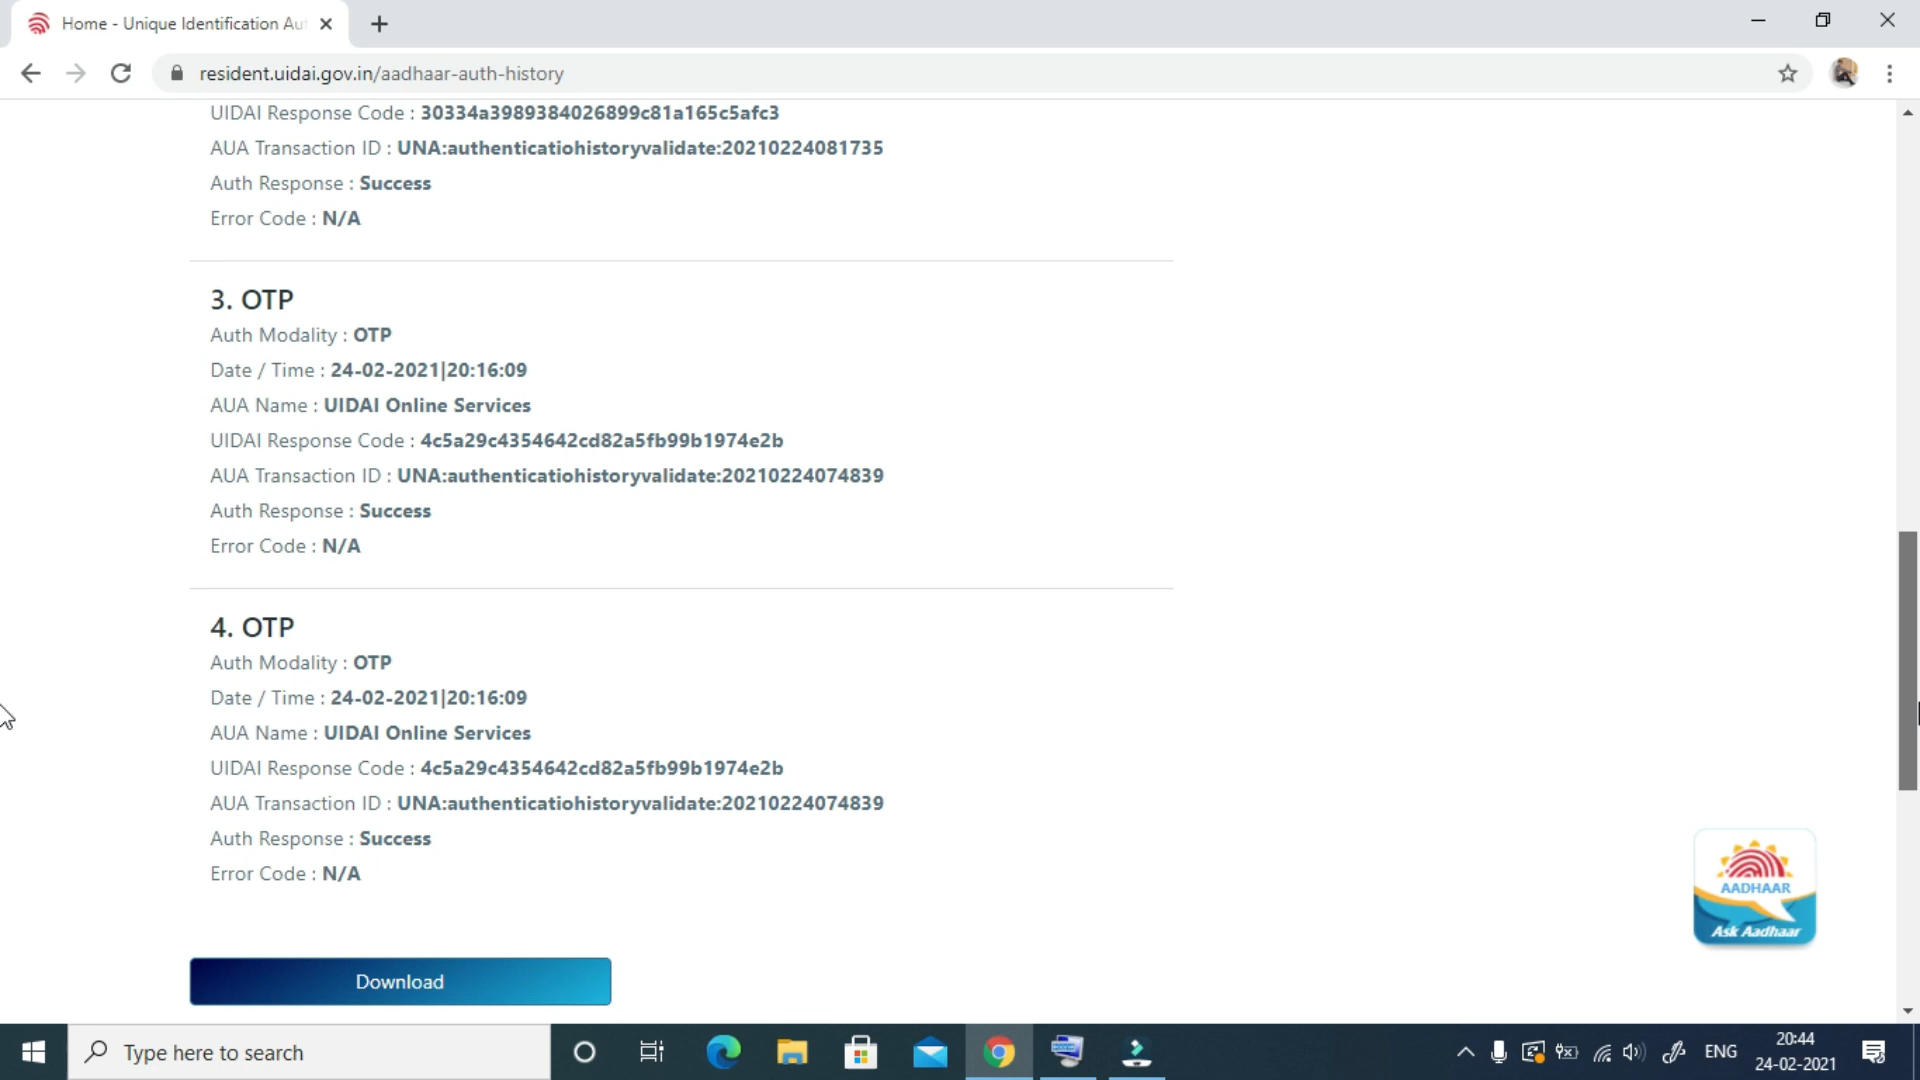 Home - Unique Identification Aut
resident.uidai.gov.in/aadhaar-auth-history
UIDAI Response Code : 30334a3989384026899c81a165c5afc3
AUA Transaction ID : UNA:authenticatiohistoryvalidate:20210224081735
Auth Response : Success
Error Code : N/A
3. OTP
Auth Modality : OTP
Date / Time : 24-02-2021|20:16:09
AUA Name : UIDAI Online Services
UIDAI Response Code : 4c5a29c4354642cd82a5fb99b1974e2b
AUA Transaction ID : UNA:authenticatiohistoryvalidate:20210224074839
Auth Response : Success
Error Code : N/A
4. OTP
Auth Modality : OTP
Date / Time : 24-02-2021|20:16:09
AUA Name : UIDAI Online Services
UIDAI Response Code : 4c5a29c4354642cd82a5fb99b1974e2b
AUA Transaction ID : UNA:authenticatiohistoryvalidate:20210224074839
Auth Response : Success
Error Code : N/A
AADHAAR
Ask Aadhaar
Download
Type here to search
ENG
20:44
24-02-2021